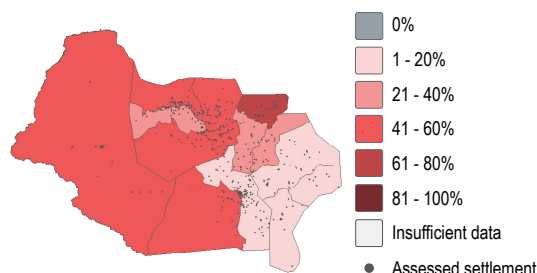 0%
1 - 20%
21 - 40%
41 - 60%
61 - 80%
81 - 100%
Insufficient data
Assessed settlement